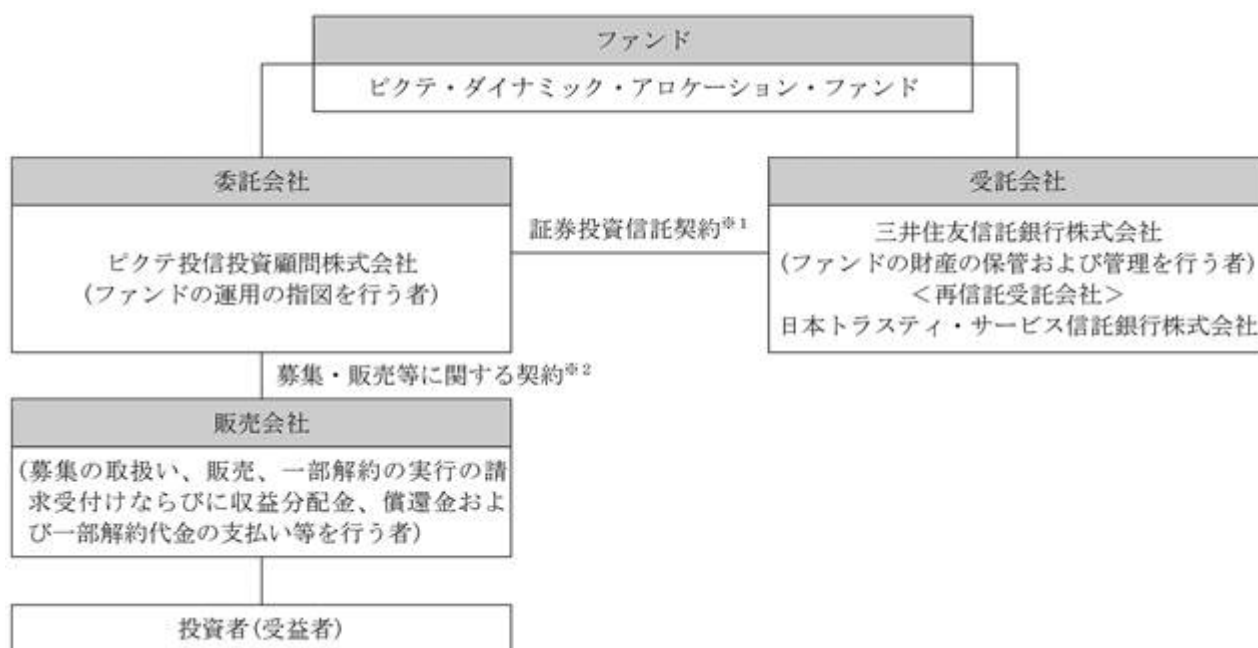 ファンド
ピクテ・ダイナミック・アロケーション・ファンド
委託会社
ピクテ投信投資顧問株式会社
(ファンドの運用の指図を行う者)
証券投資信託契約※1
受託会社
三井住友信託銀行株式会社
(ファンドの財産の保管および管理を行う者)
<再信託受託会社>
日本トラスティ・サービス信託銀行株式会社
募集・販売等に関する契約※2
販売会社
(募集の取扱い、販売、一部解約の実行の請
求受付けならびに収益分配金、償還金およ
び一部解約代金の支払い等を行う者)
投資者(受益者)